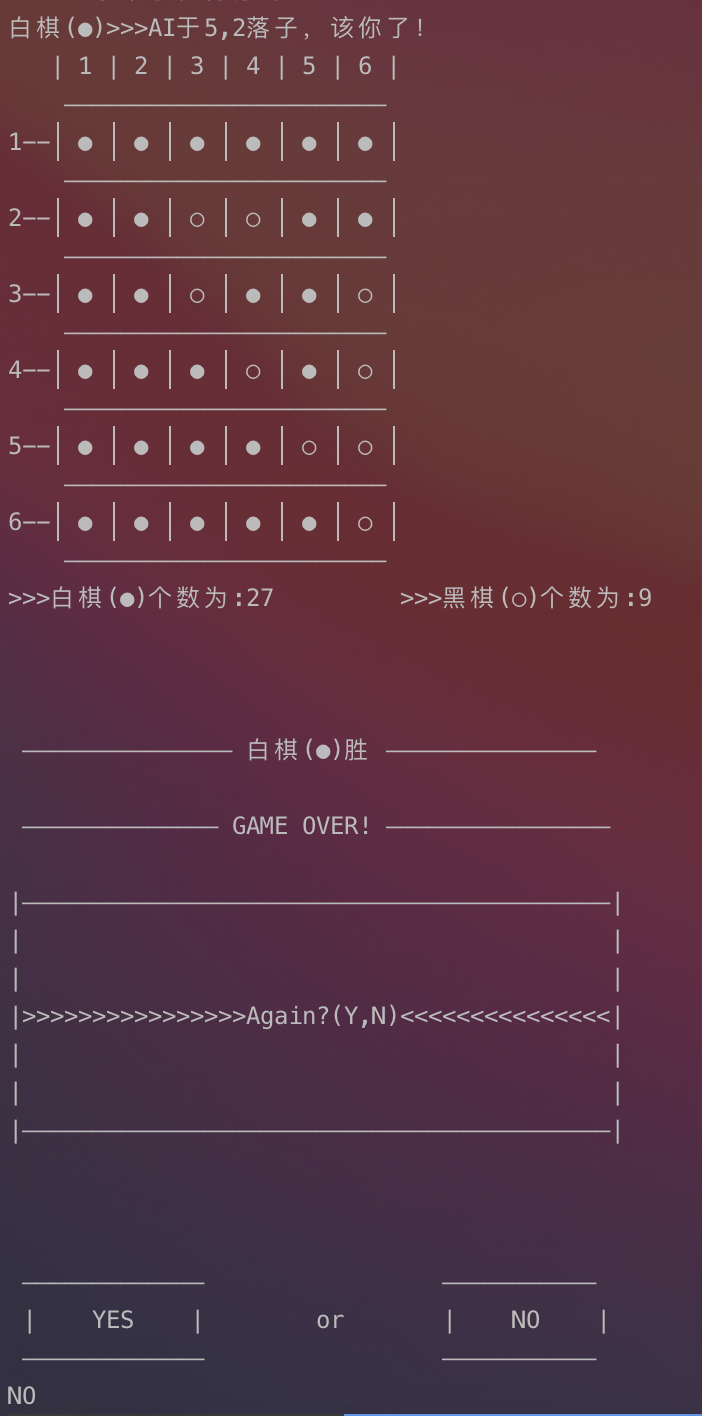 白棋(●)>>>AI于5,2落子, 该你了!
| 1 | 2 | 3 | 4 | 5 | 6 |
1——| ● | ● | ● | ● | ● | ● |
2——| ● | ● | ○ | ○ | ● | ● |
3——| ● | ● | ○ | ● | ● | ○ |
4——| ● | ● | ● | ○ | ● | ○ |
5——| ● | ● | ● | ● | ○ | ○ |
6——| ● | ● | ● | ● | ● | ○ |
>>>白棋(●)个数为:27 >>>黑棋(○)个数为:9
白棋(●)胜
GAME OVER!
|>>>>>>>>>>>>>>>>Again?(Y,N)<<<<<<<<<<<<<<<|
| YES | or | NO |
NO